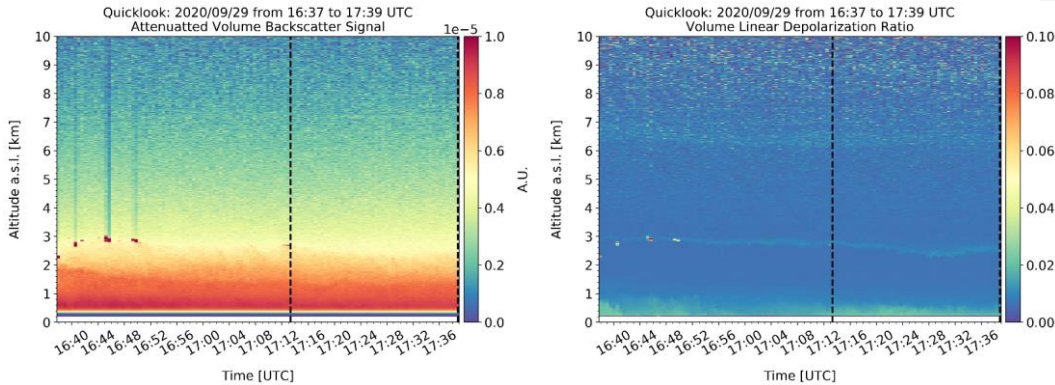 Quicklook: 2020/09/29 from 16:37 to 17:39 UTC
Attenuatted Volume Backscatter Signal
1e−5
Altitude a.s.l. [km]
10
9
8
7
6
5
4
3
2
1
0
16:40 16:44 16:48 16:52 16:56 17:00 17:04 17:08 17:12 17:16 17:20 17:24 17:28 17:32 17:36
Time [UTC]
1.0
0.8
0.6
0.4
0.2
0.0
A.U.
Quicklook: 2020/09/29 from 16:37 to 17:39 UTC
Volume Linear Depolarization Ratio
Altitude a.s.l. [km]
10
9
8
7
6
5
4
3
2
1
0
16:40 16:44 16:48 16:52 16:56 17:00 17:04 17:08 17:12 17:16 17:20 17:24 17:28 17:32 17:36
Time [UTC]
0.10
0.08
0.06
0.04
0.02
0.00